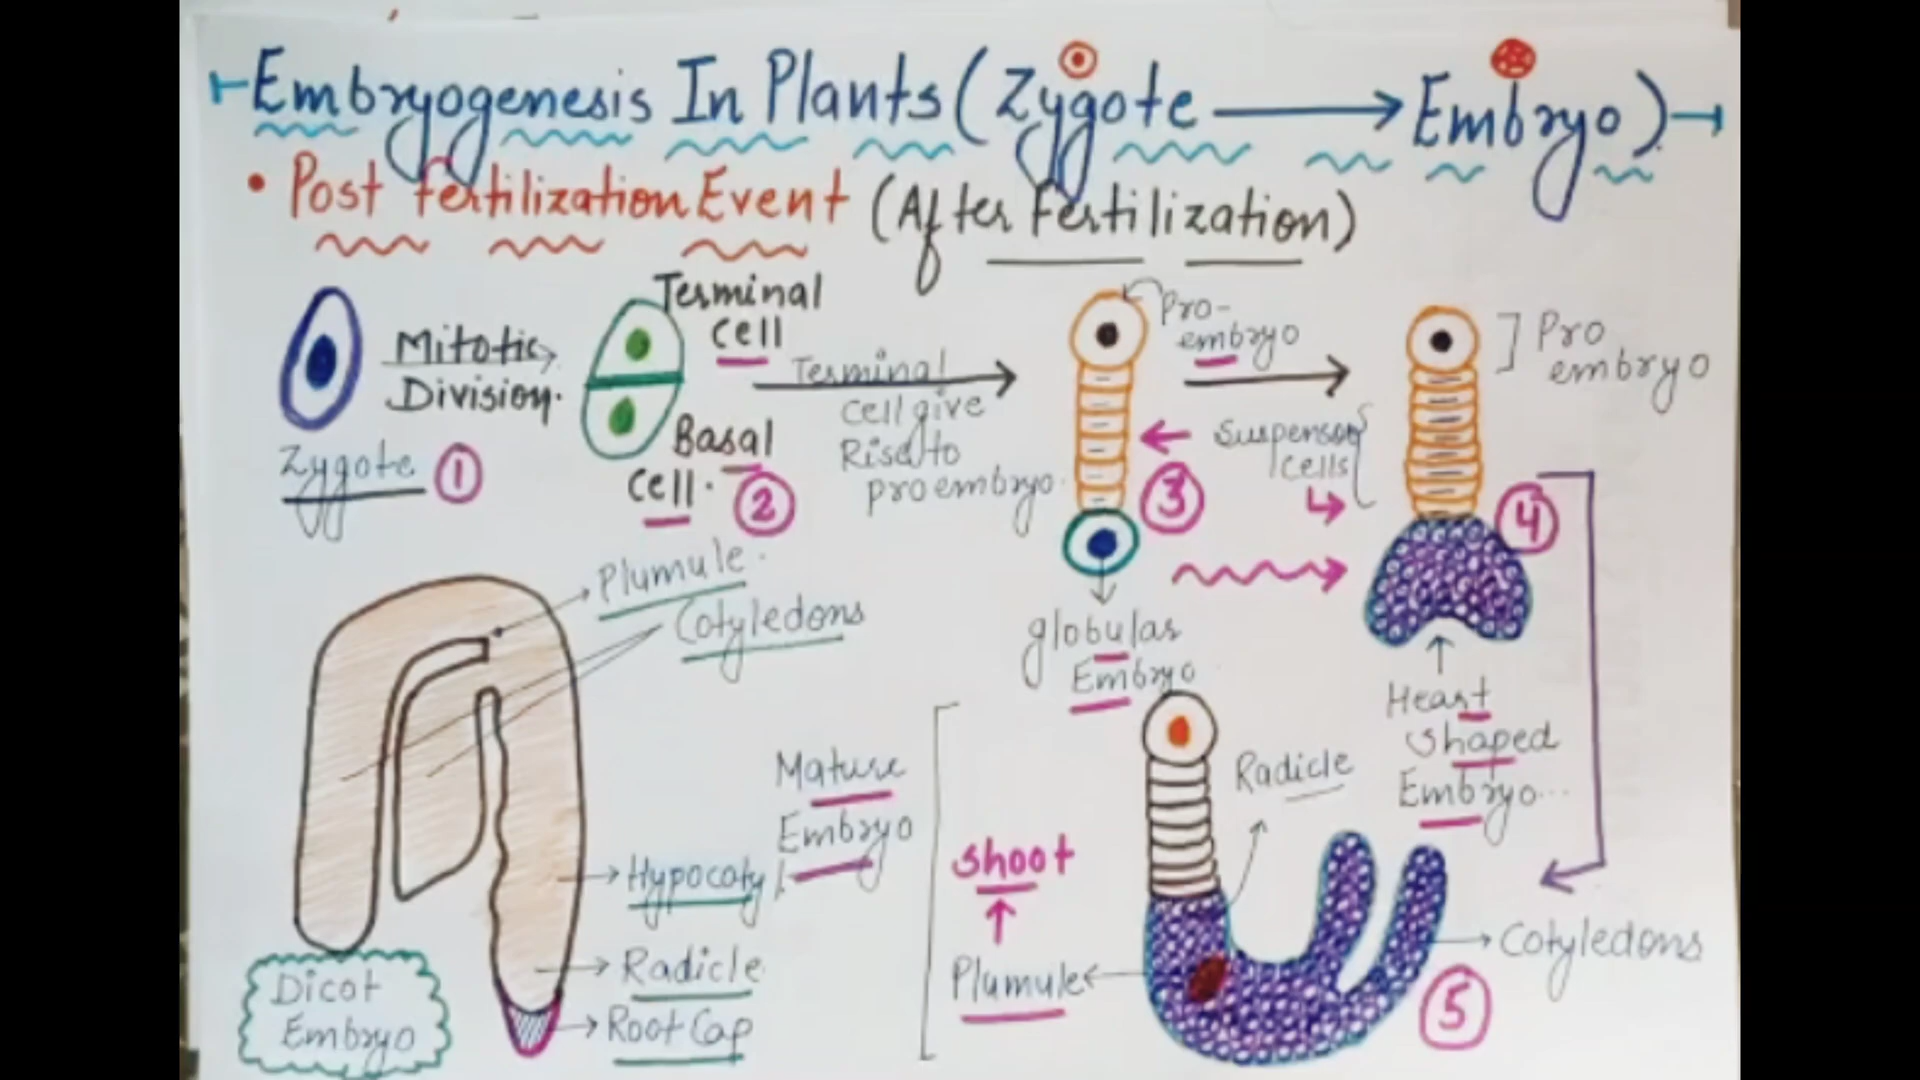 Embryogenesis In Plants (Zygote → Embryo)
• Post fertilization Event (After Fertilization)
Mitotic
Division.
Zygote
1
Terminal
Cell
Basal
Cell.
2
Terminal
Cell give
Rise to
pro embryo.
Pro-
embryo
3
Suspensor
Cells
Pro
embryo
4
globular
Embryo
Heart
Shaped
Embryo...
Plumule.
Cotyledons
Hypocotyl
Radicle
Root Cap
Dicot
Embryo
Mature
Embryo
Shoot
Plumule
Radicle
Cotyledons
5